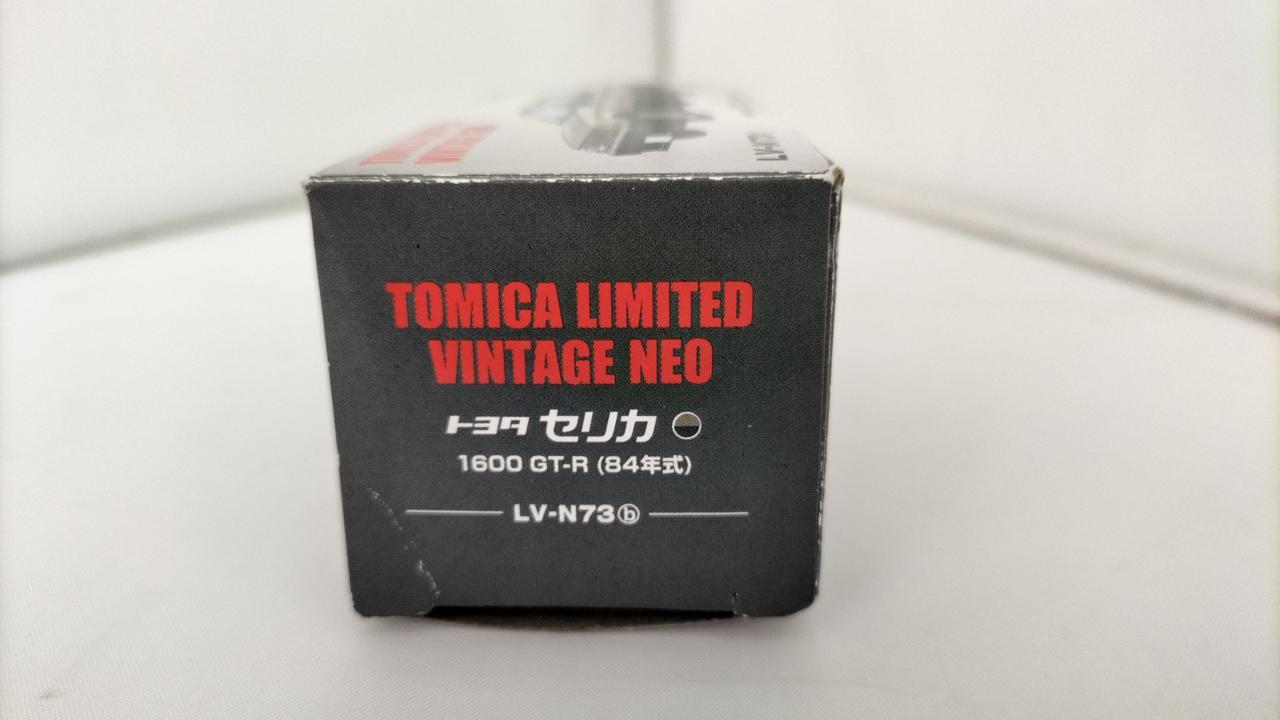 TOMICA LIMITED
VINTAGE NEO
トヨタ セリカ
1600 GT-R (84年式)
LV-N73ⓑ